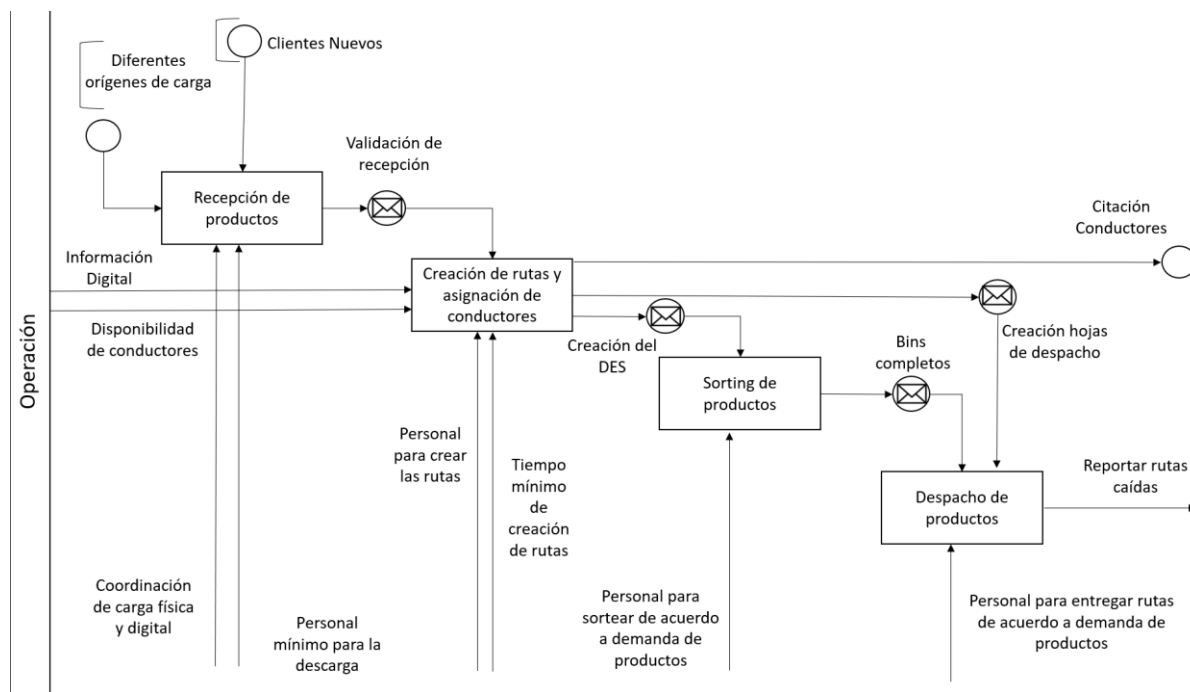 Operación
Clientes Nuevos
Diferentes
orígenes de carga
Validación de
recepción
Recepción de
productos
Citación
Conductores
Información
Digital
Creación de rutas y
asignación de
conductores
Disponibilidad
de conductores
Creación del
DES
Creación hojas
de despacho
Bins
completos
Sorting de
productos
Personal
para crear
las rutas
Tiempo
mínimo
de
creación
de rutas
Reportar rutas
caídas
Despacho de
productos
Coordinación
de carga física
y digital
Personal
mínimo para la
descarga
Personal para
sortear de acuerdo
a demanda de
productos
Personal para entregar rutas
de acuerdo a demanda de
productos